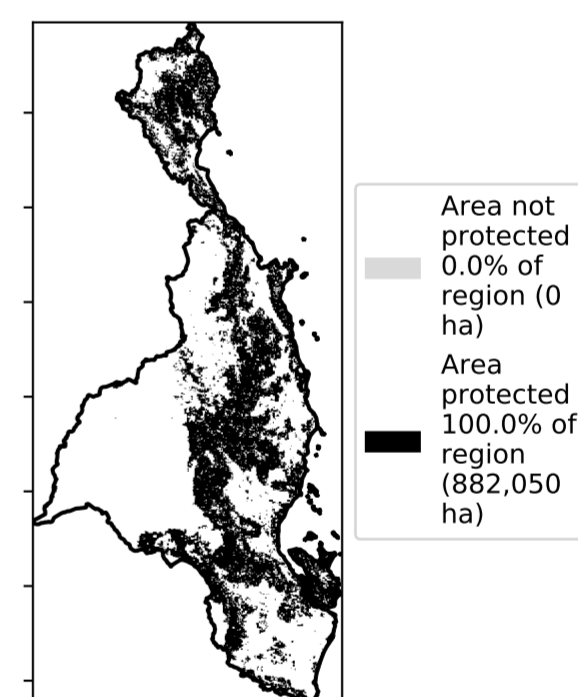 Area not
protected
0.0% of
region (0
ha)
Area
protected
100.0% of
region
(882,050
ha)